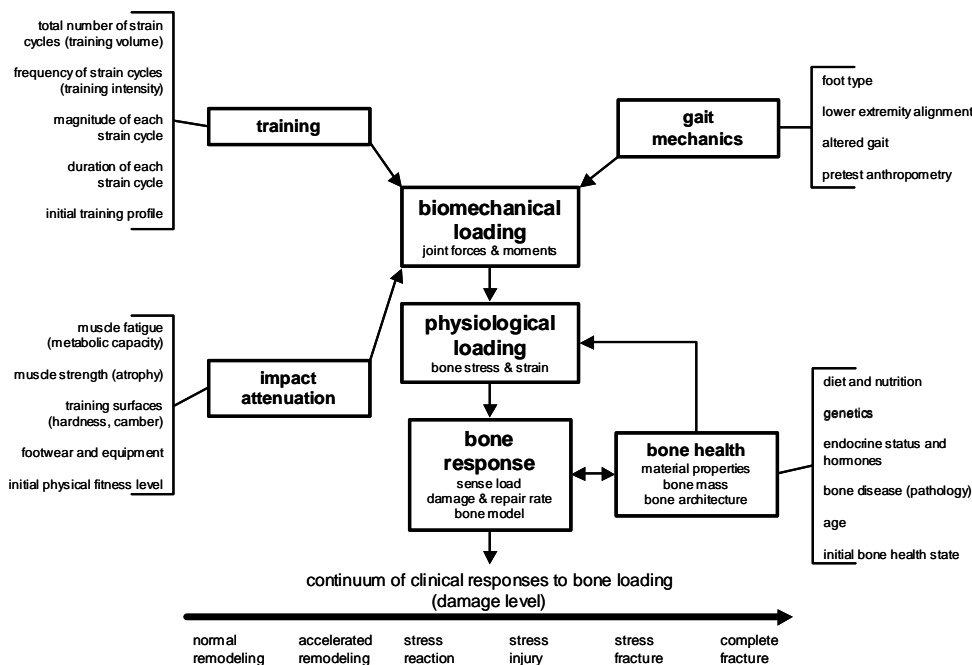 total number of strain
cycles (training volume)
frequency of strain cycles
(training intensity)
magnitude of each
strain cycle
duration of each
strain cycle
initial training profile
training
gait
mechanics
foot type
lower extremity alignment
altered gait
pretest anthropometry
biomechanical
loading
joint forces & moments
physiological
loading
bone stress & strain
muscle fatigue
(metabolic capacity)
muscle strength (atrophy)
training surfaces
(hardness, camber)
footwear and equipment
initial physical fitness level
impact
attenuation
bone
response
sense load
damage & repair rate
bone model
bone health
material properties
bone mass
bone architecture
diet and nutrition
genetics
endocrine status and
hormones
bone disease (pathology)
age
initial bone health state
continuum of clinical responses to bone loading
(damage level)
normal
remodeling
accelerated
remodeling
stress
reaction
stress
injury
stress
fracture
complete
fracture